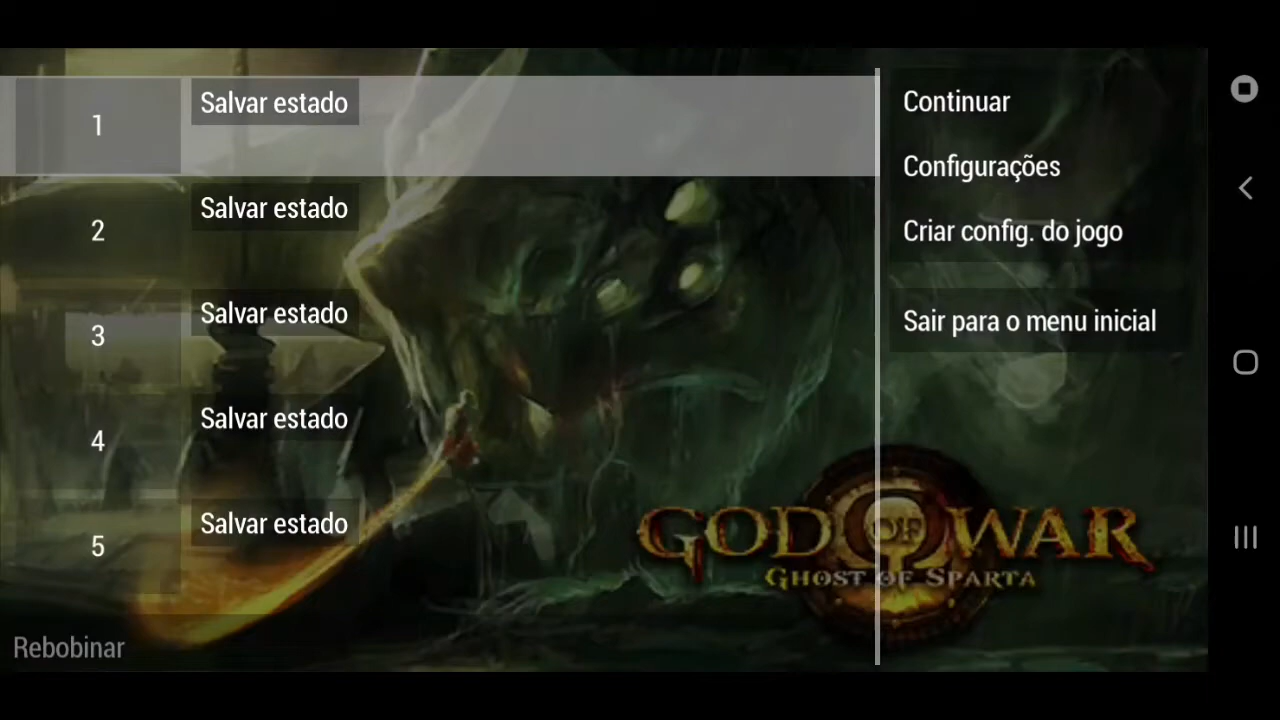 1 Salvar estado
2 Salvar estado
3 Salvar estado
4 Salvar estado
5 Salvar estado
Rebobinar
Continuar
Configurações
Criar config. do jogo
Sair para o menu inicial
GOD OF WAR
GHOST OF SPARTA